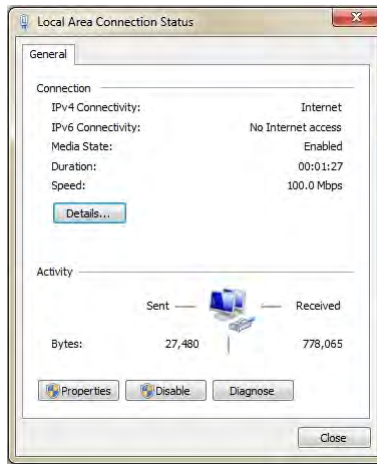 Local Area Connection Status
General
Connection
IPv4 Connectivity: Internet
IPv6 Connectivity: No Internet access
Media State: Enabled
Duration: 00:01:27
Speed: 100.0 Mbps
Details...
Activity
Sent Received
Bytes: 27,480 778,065
Properties Disable Diagnose
Close